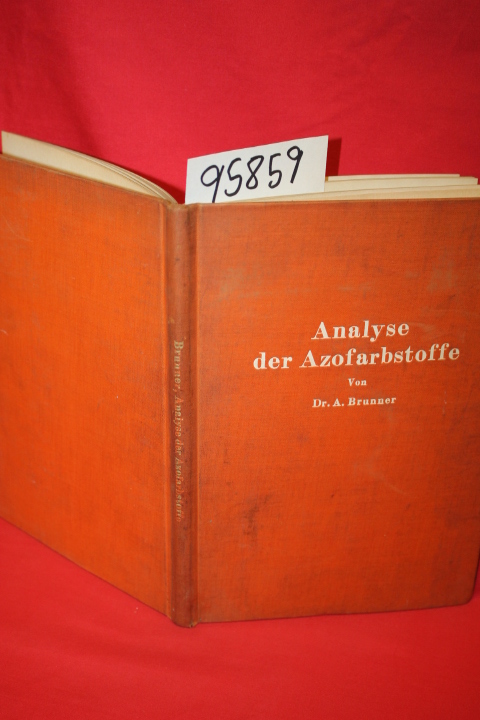 95859
Analyse
der Azofarbstoffe
Von
Dr. A. Brunner
Brunner, Analyse der Azofarbstoffe